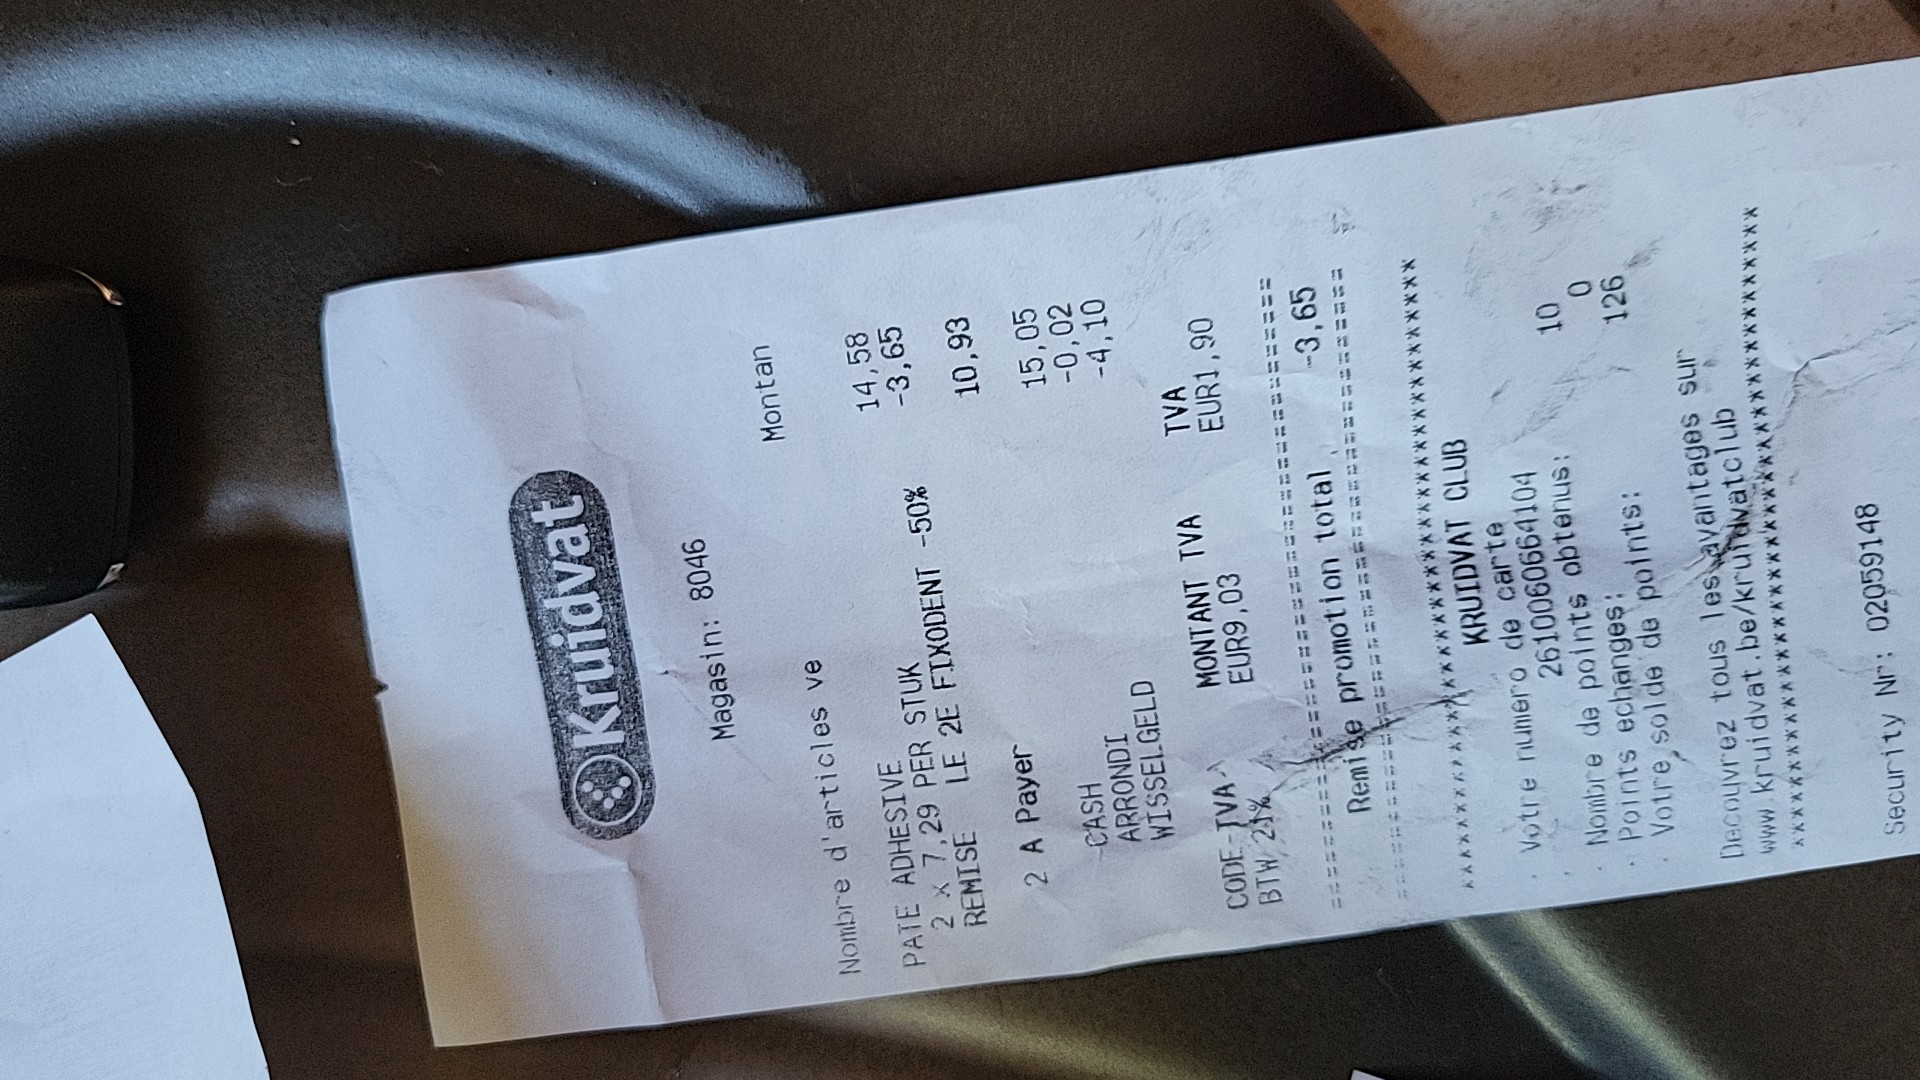 Kruidvat
Magasin: 8046
Nombre d'articles ve Montan
PATE ADHESIVE
2 x 7,29 PER STUK 14,58
REMISE LE 2E FIXODENT -50% -3,65
2 A Payer 10,93
CASH 15,05
ARRONDI -0,02
WISSELGELD -4,10
CODE-TVA MONTANT TVA TVA
BTW 21% EUR9,03 EUR1,90
=====================================
Remise promotion total -3,65
=====================================
*****************************************
KRUIDVAT CLUB
Votre numero de carte
2610060664104
Nombre de points obtenus: 10
Points echanges: 0
Votre solde de points: 126
Decouvrez tous les avantages sur
www.kruidvat.be/kruidvatclub
*****************************************
Security Nr: 02059148